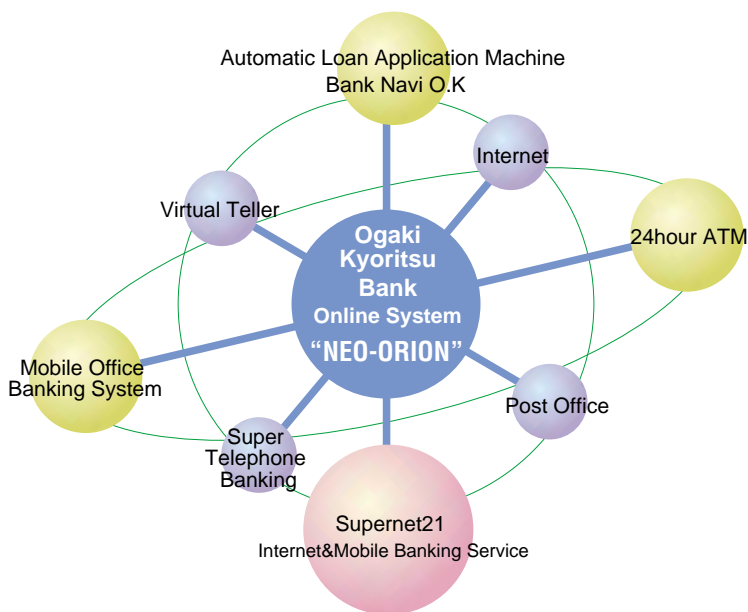 Automatic Loan Application Machine
Bank Navi O.K
Internet
Virtual Teller
24hour ATM
Ogaki
Kyoritsu
Bank
Online System
“NEO-ORION”
Mobile Office
Banking System
Post Office
Super
Telephone
Banking
Supernet21
Internet&Mobile Banking Service